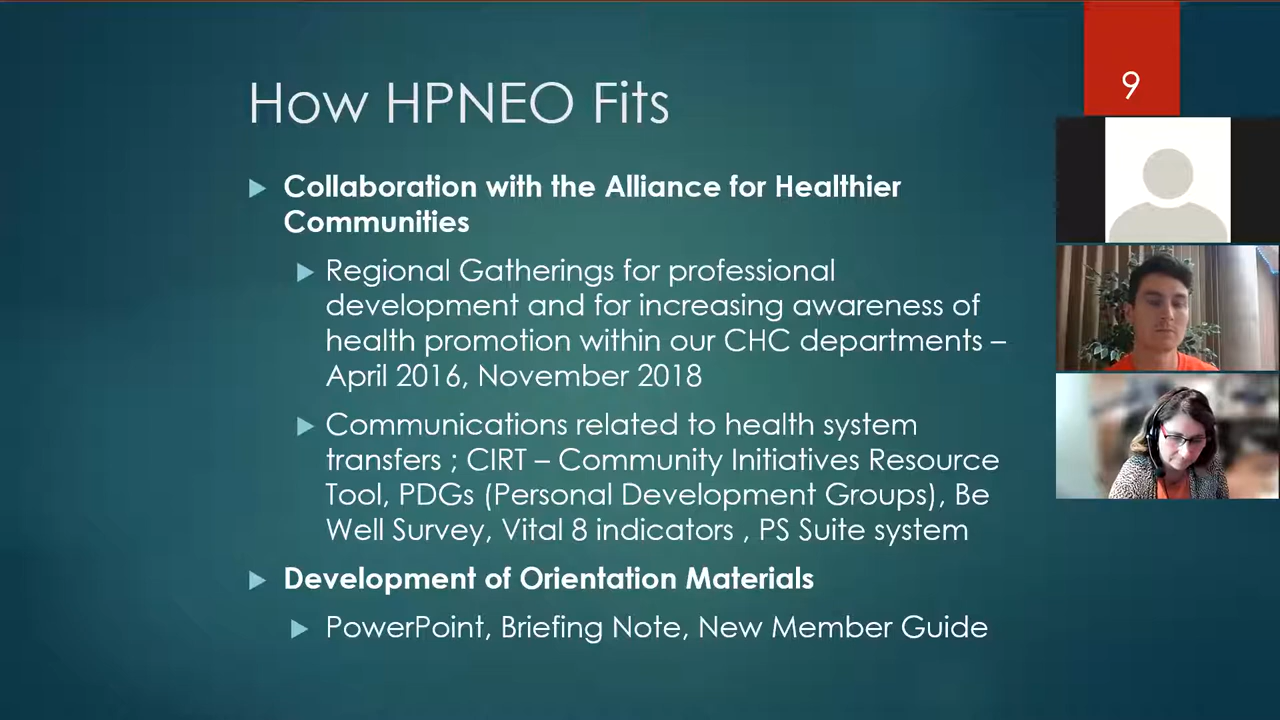 How HPNEO Fits
9
Collaboration with the Alliance for Healthier
Communities
Regional Gatherings for professional
development and for increasing awareness of
health promotion within our CHC departments –
April 2016, November 2018
Communications related to health system
transfers ; CIRT – Community Initiatives Resource
Tool, PDGs (Personal Development Groups), Be
Well Survey, Vital 8 indicators , PS Suite system
Development of Orientation Materials
PowerPoint, Briefing Note, New Member Guide